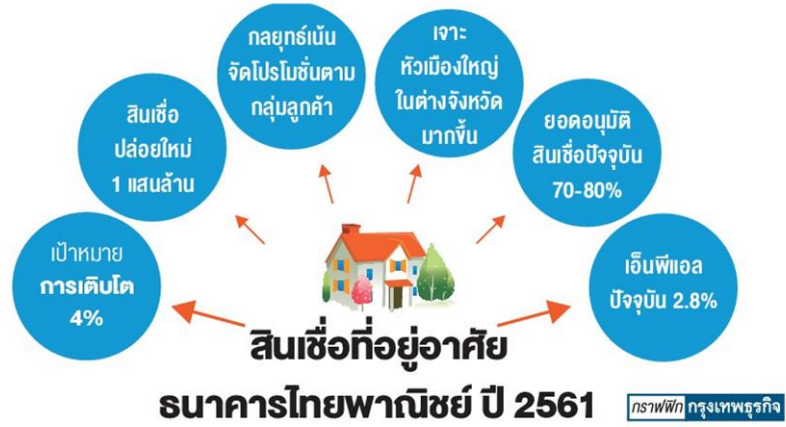 เป้าหมาย
การเติบโต
4%
สินเชื่อ
ปล่อยใหม่
1 แสนล้าน
กลยุทธ์เน้น
จัดโปรโมชั่นตาม
กลุ่มลูกค้า
เจาะ
หัวเมืองใหญ่
ในต่างจังหวัด
มากขึ้น
ยอดอนุมัติ
สินเชื่อปัจจุบัน
70-80%
เอ็นพีแอล
ปัจจุบัน 2.8%
สินเชื่อที่อยู่อาศัย
ธนาคารไทยพาณิชย์ ปี 2561
กราฟฟิก กรุงเทพธุรกิจ